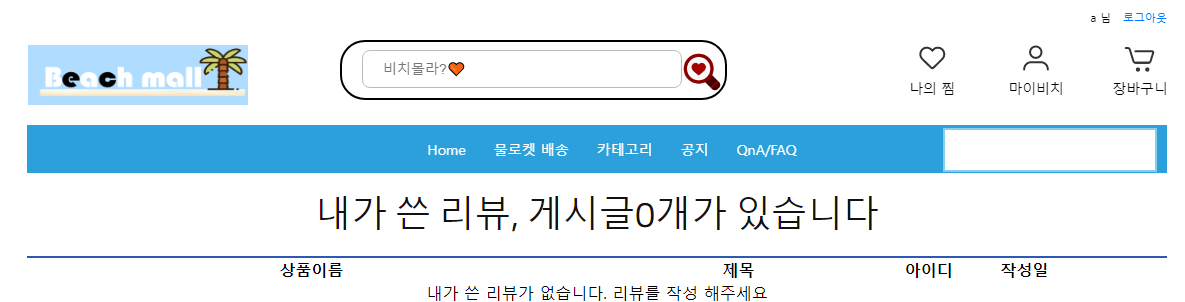 a 님 로그아웃
Beach mall
비치몰라?🧡
나의 찜 마이비치 장바구니
Home 물로켓 배송 카테고리 공지 QnA/FAQ
내가 쓴 리뷰, 게시글0개가 있습니다
상품이름 제목 아이디 작성일
내가 쓴 리뷰가 없습니다. 리뷰를 작성 해주세요